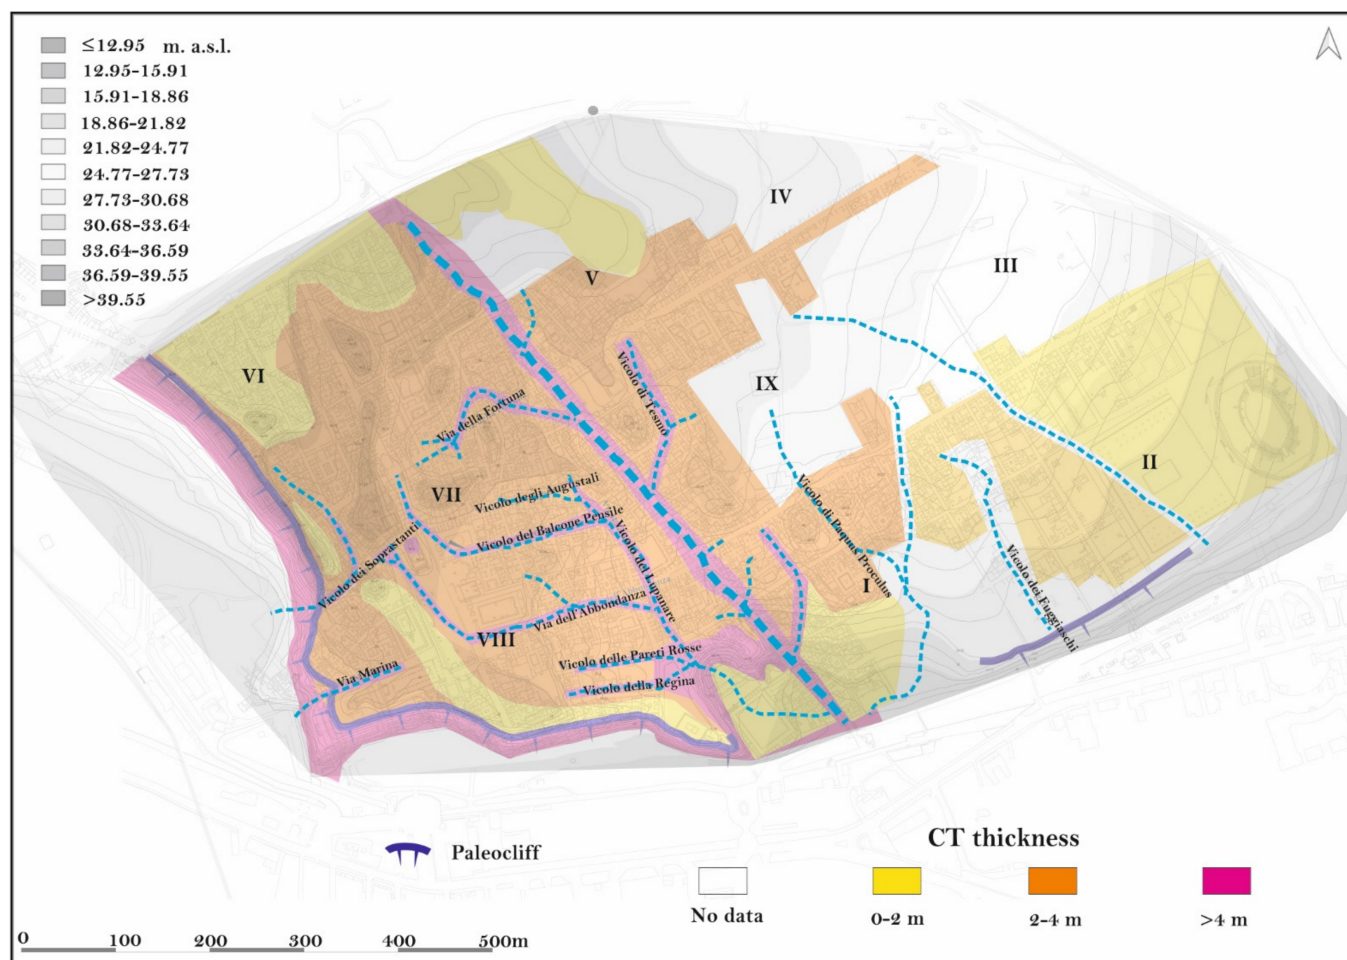 ≤12.95 m. a.s.l.
12.95-15.91
15.91-18.86
18.86-21.82
21.82-24.77
24.77-27.73
27.73-30.68
30.68-33.64
33.64-36.59
36.59-39.55
>39.55
IV
III
V
VI
IX
Vicolo di Tesmo
Via della Fortuna
II
VII
Vicolo degli Augustali
Vicolo di Paquius Proculus
Vicolo del Balcone Pensile
Vicolo dei Soprastanti
Vicolo del Lupanare
Vicolo dei Fuggiaschi
I
Via dell'Abbondanza
VIII
Vicolo delle Pareti Rosse
Via Marina
Vicolo della Regina
CT thickness
Paleocliff
No data
0-2 m
2-4 m
>4 m
0 100 200 300 400 500m